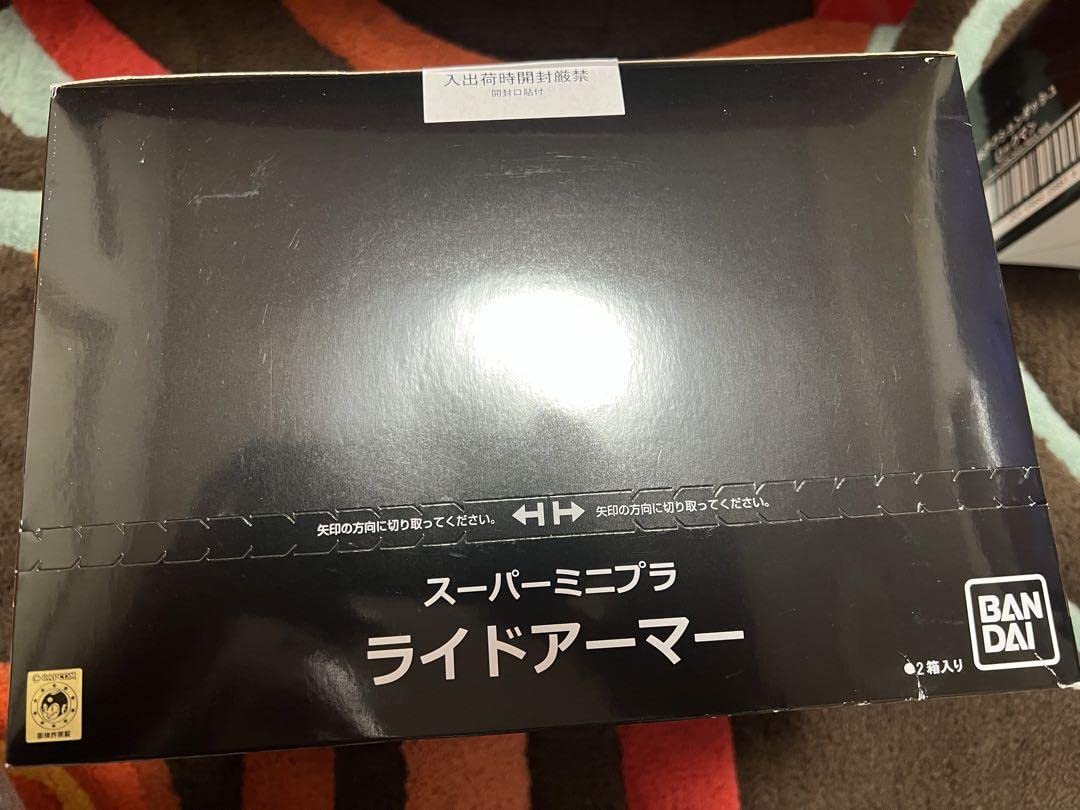 入出荷時開封厳禁
開封口貼付
矢印の方向に切り取ってください。
矢印の方向に切り取ってください。
スーパーミニプラ
ライドアーマー
●2箱入り
BAN
DAI
© CAPCOM